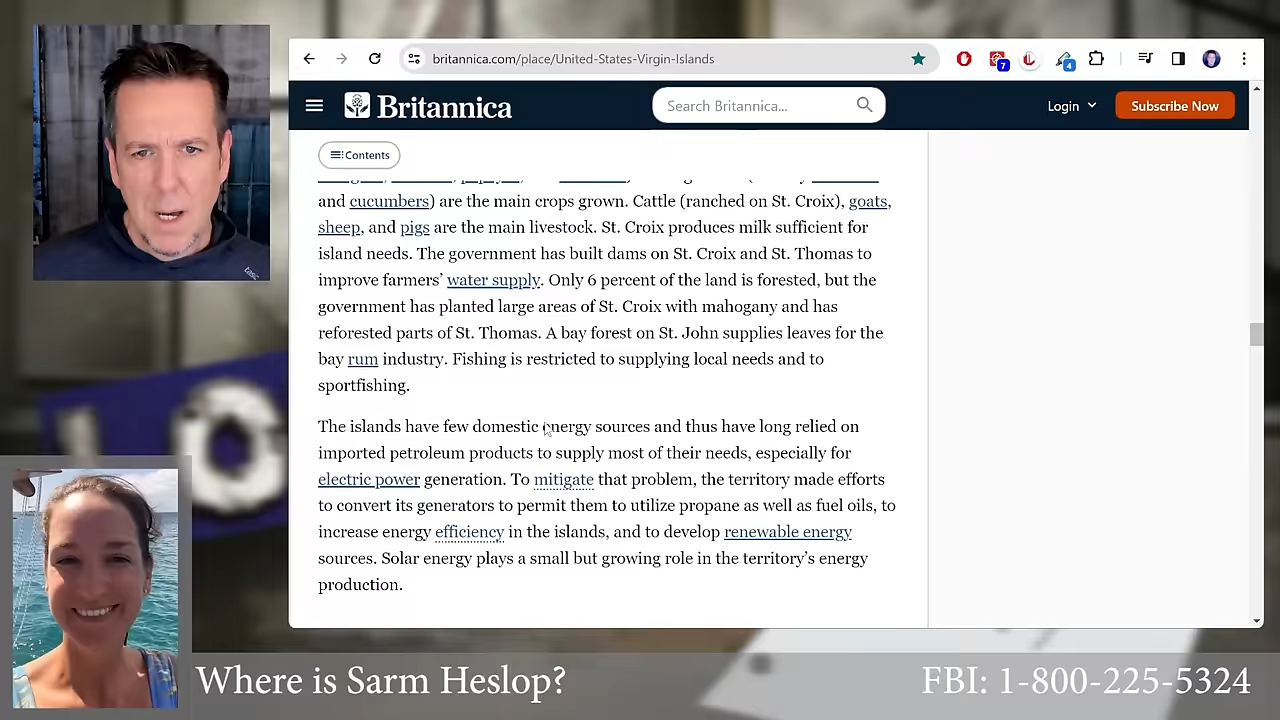 britannica.com/place/United-States-Virgin-Islands
7
4
Britannica
Search Britannica...
Login
Subscribe Now
Contents
and cucumbers) are the main crops grown. Cattle (ranched on St. Croix), goats,
sheep, and pigs are the main livestock. St. Croix produces milk sufficient for
island needs. The government has built dams on St. Croix and St. Thomas to
improve farmers’ water supply. Only 6 percent of the land is forested, but the
government has planted large areas of St. Croix with mahogany and has
reforested parts of St. Thomas. A bay forest on St. John supplies leaves for the
bay rum industry. Fishing is restricted to supplying local needs and to
sportfishing.
The islands have few domestic energy sources and thus have long relied on
imported petroleum products to supply most of their needs, especially for
electric power generation. To mitigate that problem, the territory made efforts
to convert its generators to permit them to utilize propane as well as fuel oils, to
increase energy efficiency in the islands, and to develop renewable energy
sources. Solar energy plays a small but growing role in the territory’s energy
production.
Where is Sarm Heslop?
FBI: 1-800-225-5324